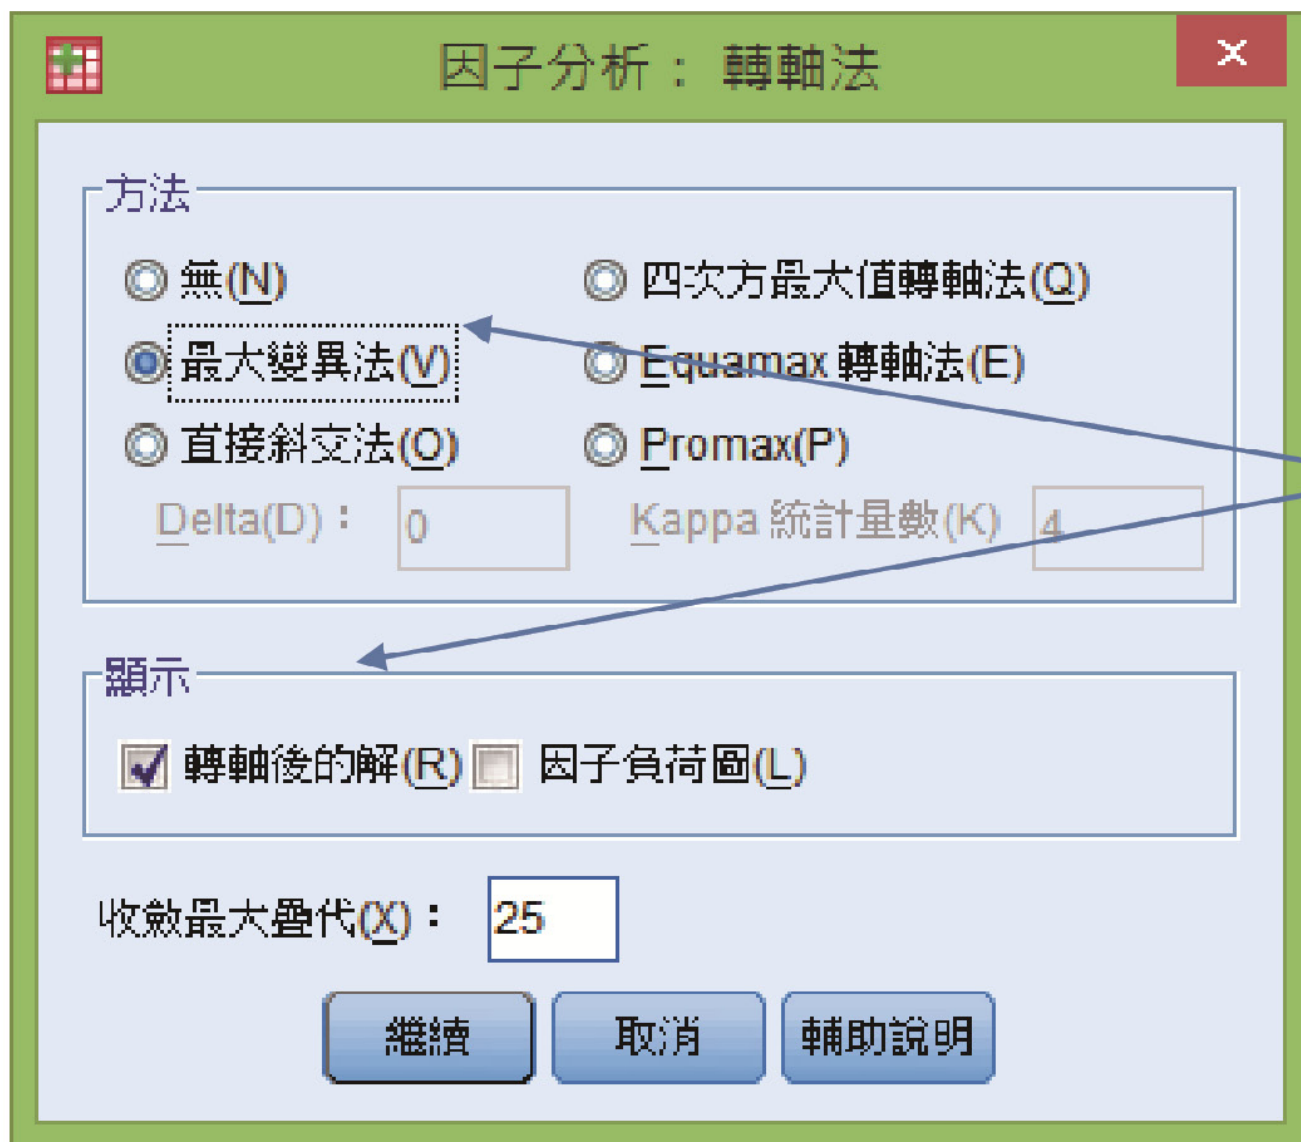 因子分析： 轉軸法
方法
無(N) 四次方最大值轉軸法(Q)
最大變異法(V) Equamax 轉軸法(E)
直接斜交法(O) Promax(P)
Delta(D)： 0 Kappa 統計量數(K) 4
顯示
轉軸後的解(R) 因子負荷圖(L)
收斂最大疊代(X)： 25
繼續 取消 輔助說明